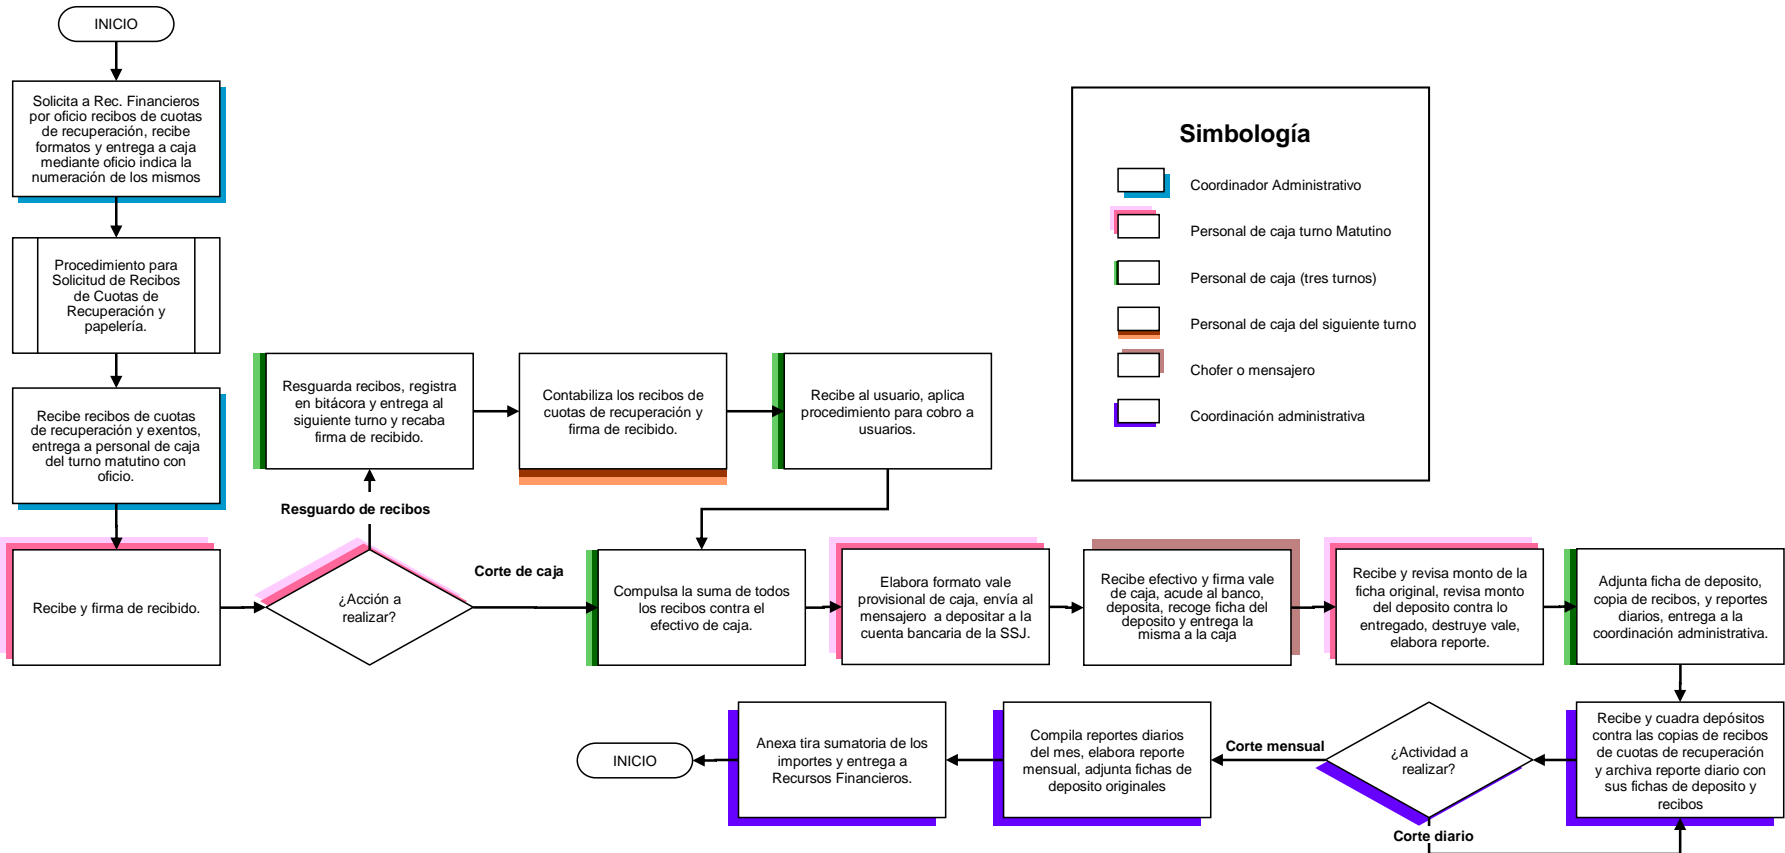 INICIO
Solicita a Rec. Financieros
por oficio recibos de cuotas
de recuperación, recibe
formatos y entrega a caja
mediante oficio indica la
numeración de los mismos
Procedimiento para
Solicitud de Recibos
de Cuotas de
Recuperación y
papelería.
Recibe recibos de cuotas
de recuperación y exentos,
entrega a personal de caja
del turno matutino con
oficio.
Recibe y firma de recibido.
¿Acción a
realizar?
Resguardo de recibos
Resguarda recibos, registra
en bitácora y entrega al
siguiente turno y recaba
firma de recibido.
Contabiliza los recibos de
cuotas de recuperación y
firma de recibido.
Recibe al usuario, aplica
procedimiento para cobro a
usuarios.
Corte de caja
Compulsa la suma de todos
los recibos contra el
efectivo de caja.
Elabora formato vale
provisional de caja, envía al
mensajero a depositar a la
cuenta bancaria de la SSJ.
Recibe efectivo y firma vale
de caja, acude al banco,
deposita, recoge ficha del
deposito y entrega la
misma a la caja
Recibe y revisa monto de la
ficha original, revisa monto
del deposito contra lo
entregado, destruye vale,
elabora reporte.
Adjunta ficha de deposito,
copia de recibos, y reportes
diarios, entrega a la
coordinación administrativa.
Recibe y cuadra depósitos
contra las copias de recibos
de cuotas de recuperación
y archiva reporte diario con
sus fichas de deposito y
recibos
¿Actividad a
realizar?
Corte diario
Corte mensual
Compila reportes diarios
del mes, elabora reporte
mensual, adjunta fichas de
deposito originales
Anexa tira sumatoria de los
importes y entrega a
Recursos Financieros.
INICIO
Simbología
Coordinador Administrativo
Personal de caja turno Matutino
Personal de caja (tres turnos)
Personal de caja del siguiente turno
Chofer o mensajero
Coordinación administrativa